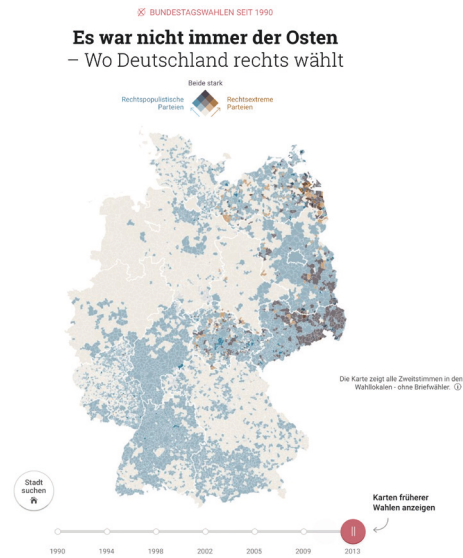 BUNDESTAGSWAHLEN SEIT 1990
Es war nicht immer der Osten
– Wo Deutschland rechts wählt
Beide stark
Rechtspopulistische
Parteien
Rechtsextreme
Parteien
Die Karte zeigt alle Zweitstimmen in den
Wahllokalen - ohne Briefwähler.
Stadt
suchen
Karten früherer
Wahlen anzeigen
1990
1994
1998
2002
2005
2009
2013